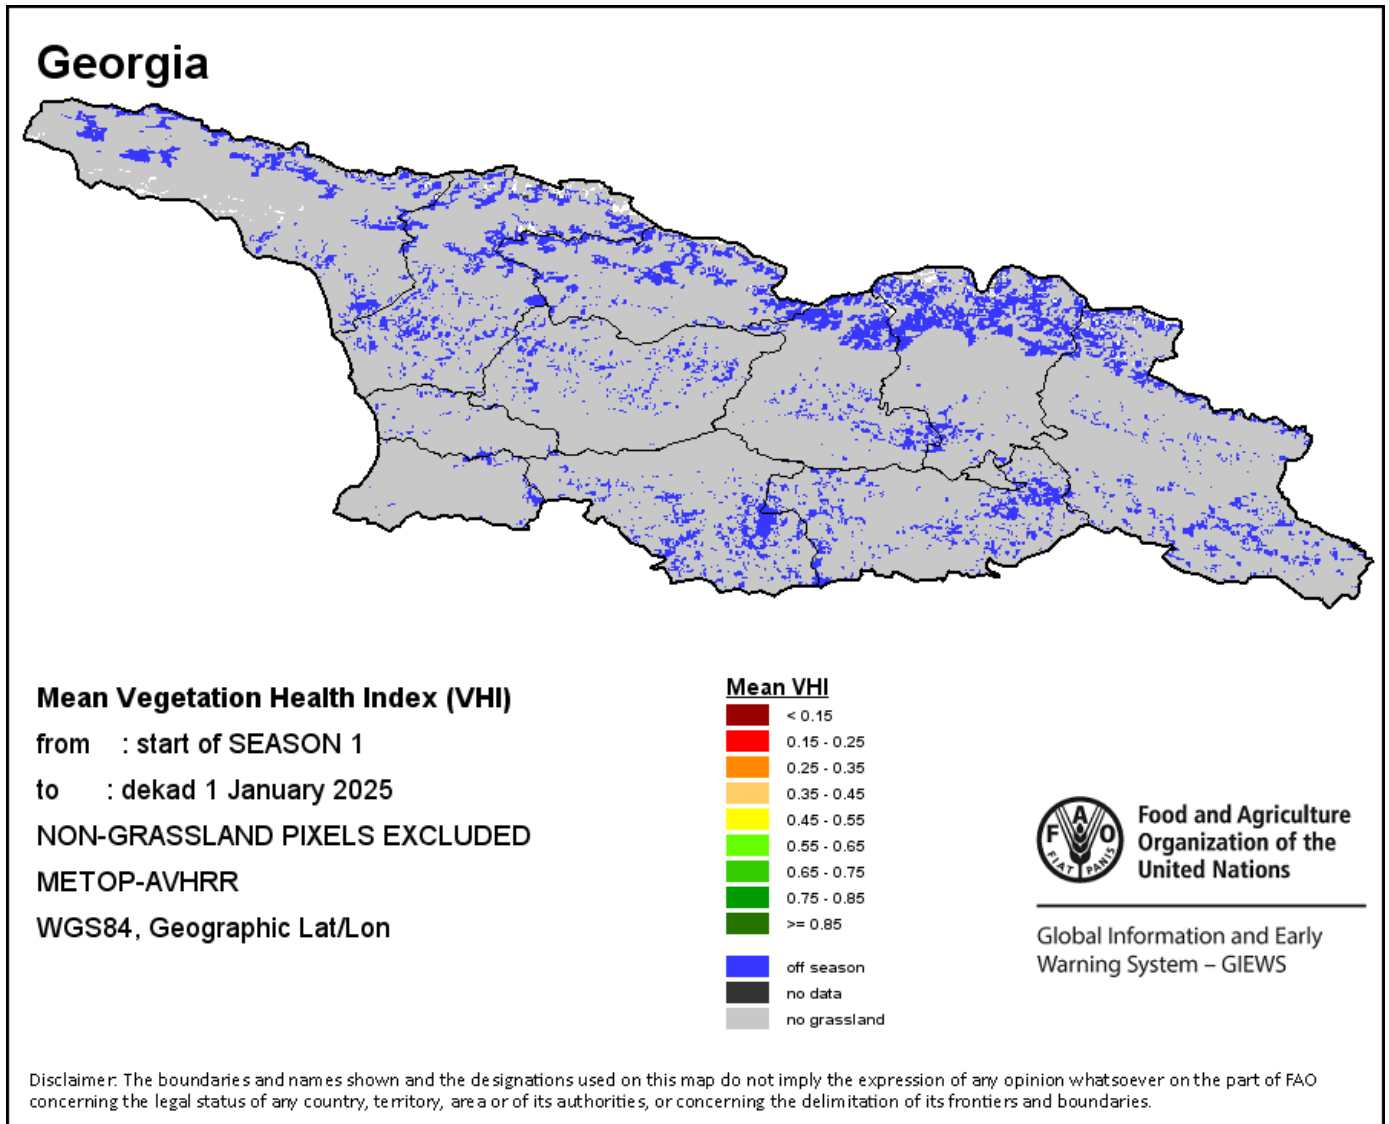 Georgia
Mean Vegetation Health Index (VHI)
from : start of SEASON 1
to : dekad 1 January 2025
NON-GRASSLAND PIXELS EXCLUDED
METOP-AVHRR
WGS84, Geographic Lat/Lon
Mean VHI
< 0.15
0.15 - 0.25
0.25 - 0.35
0.35 - 0.45
0.45 - 0.55
0.55 - 0.65
0.65 - 0.75
0.75 - 0.85
>= 0.85
off season
no data
no grassland
F A O
FIAT PANIS
Food and Agriculture
Organization of the
United Nations
Global Information and Early
Warning System – GIEWS
Disclaimer: The boundaries and names shown and the designations used on this map do not imply the expression of any opinion whatsoever on the part of FAO
concerning the legal status of any country, territory, area or of its authorities, or concerning the delimitation of its frontiers and boundaries.